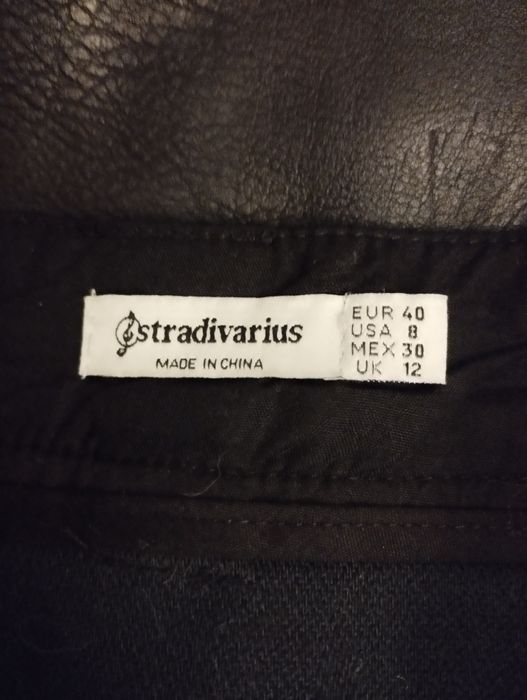 stradivarius
MADE IN CHINA
EUR 40
USA 8
MEX 30
UK 12